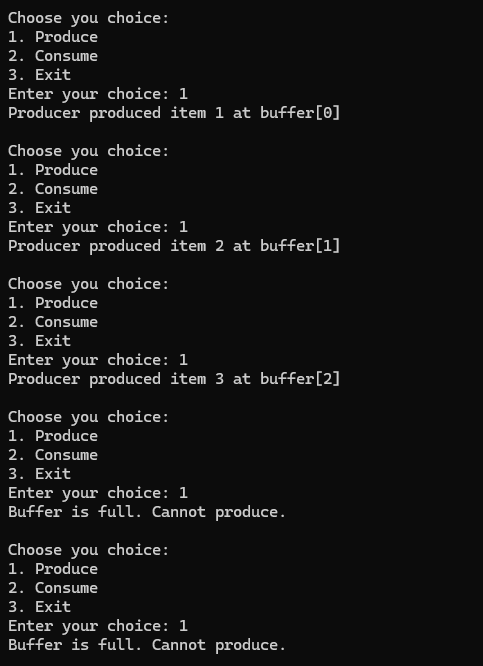 Choose you choice:
1. Produce
2. Consume
3. Exit
Enter your choice: 1
Producer produced item 1 at buffer[0]
Choose you choice:
1. Produce
2. Consume
3. Exit
Enter your choice: 1
Producer produced item 2 at buffer[1]
Choose you choice:
1. Produce
2. Consume
3. Exit
Enter your choice: 1
Producer produced item 3 at buffer[2]
Choose you choice:
1. Produce
2. Consume
3. Exit
Enter your choice: 1
Buffer is full. Cannot produce.
Choose you choice:
1. Produce
2. Consume
3. Exit
Enter your choice: 1
Buffer is full. Cannot produce.